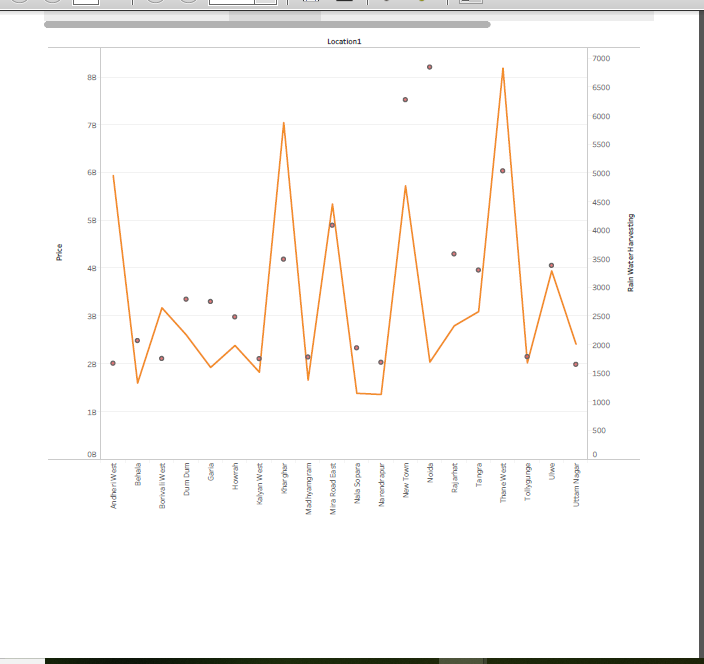 Location1
8B
7B
6B
5B
4B
3B
2B
1B
0B
Price
7000
6500
6000
5500
5000
4500
4000
3500
3000
2500
2000
1500
1000
500
0
Rain Water Harvesting
Andheri West
Behala
Borivali West
Dum Dum
Garia
Howrah
Kalyan West
Kharghar
Madhyamgram
Mira Road East
Nala Sopara
Narendrapur
New Town
Noida
Rajarhat
Tangra
Thane West
Tollygunge
Ulwe
Uttam Nagar